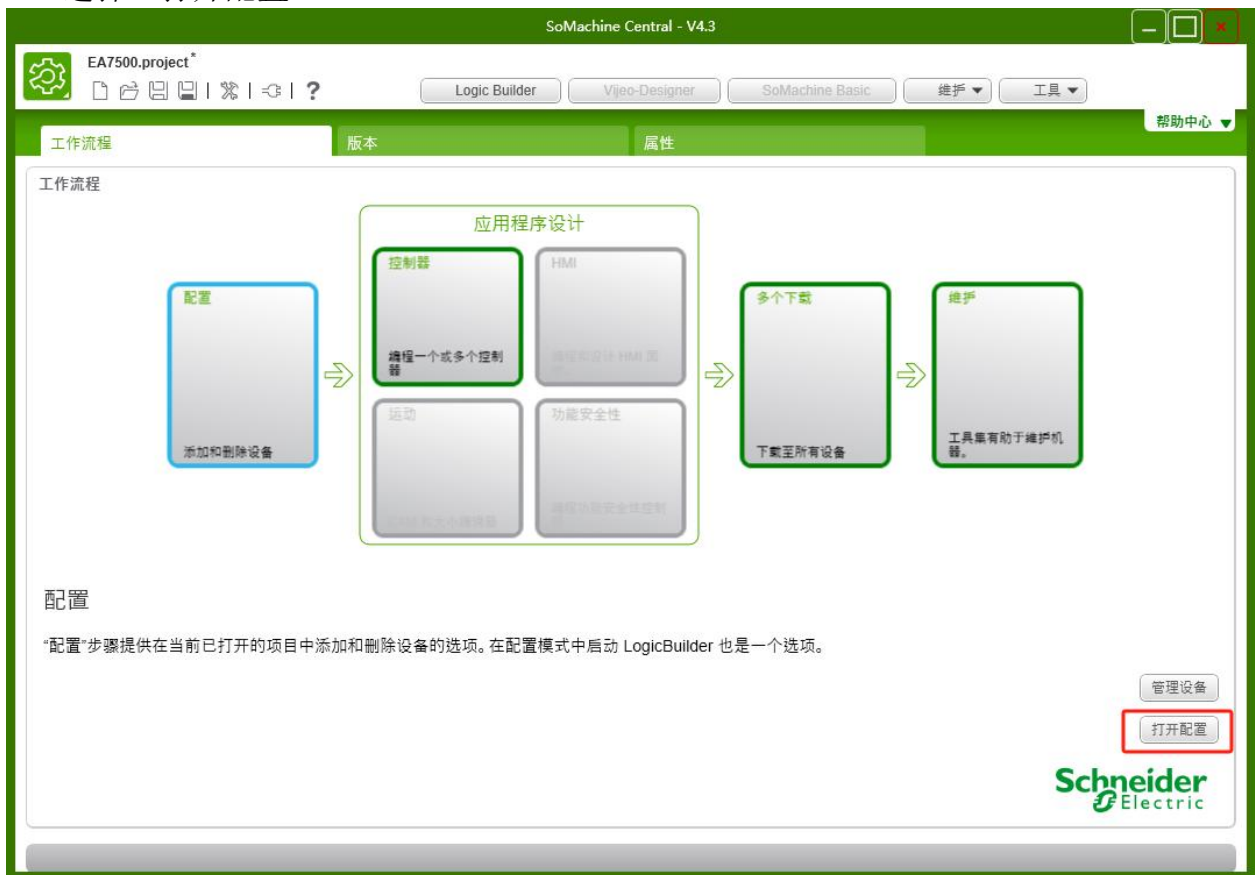 SoMachine Central - V4.3
EA7500.project*
Logic Builder
Vijeo-Designer
SoMachine Basic
维护
工具
帮助中心
工作流程
版本
属性
工作流程
应用程序设计
配置
添加和删除设备
控制器
编程一个或多个控制
器
HMI
编程和设计 HMI 面
运动
功能安全性
多个下载
下载至所有设备
维护
工具集有助于维护机
器。
配置
“配置”步骤提供在当前已打开的项目中添加和删除设备的选项。在配置模式中启动 LogicBuilder 也是一个选项。
管理设备
打开配置
Schneider
Electric